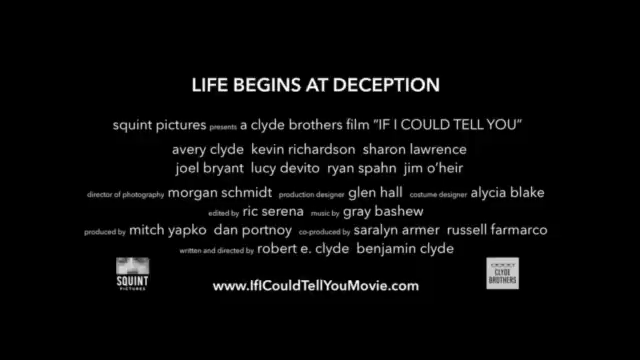 LIFE BEGINS AT DECEPTION
squint pictures presents a clyde brothers film "IF I COULD TELL YOU"
avery clyde kevin richardson sharon lawrence
joel bryant lucy devito ryan spahn jim o'heir
director of photography morgan schmidt production designer glen hall costume designer alycia blake
edited by ric serena music by gray bashew
produced by mitch yapko dan portnoy co-produced by saralyn armer russell farmarco
written and directed by robert e. clyde benjamin clyde
SQUINT
PICTURES
www.IfICouldTellYouMovie.com
CLYDE
BROTHERS